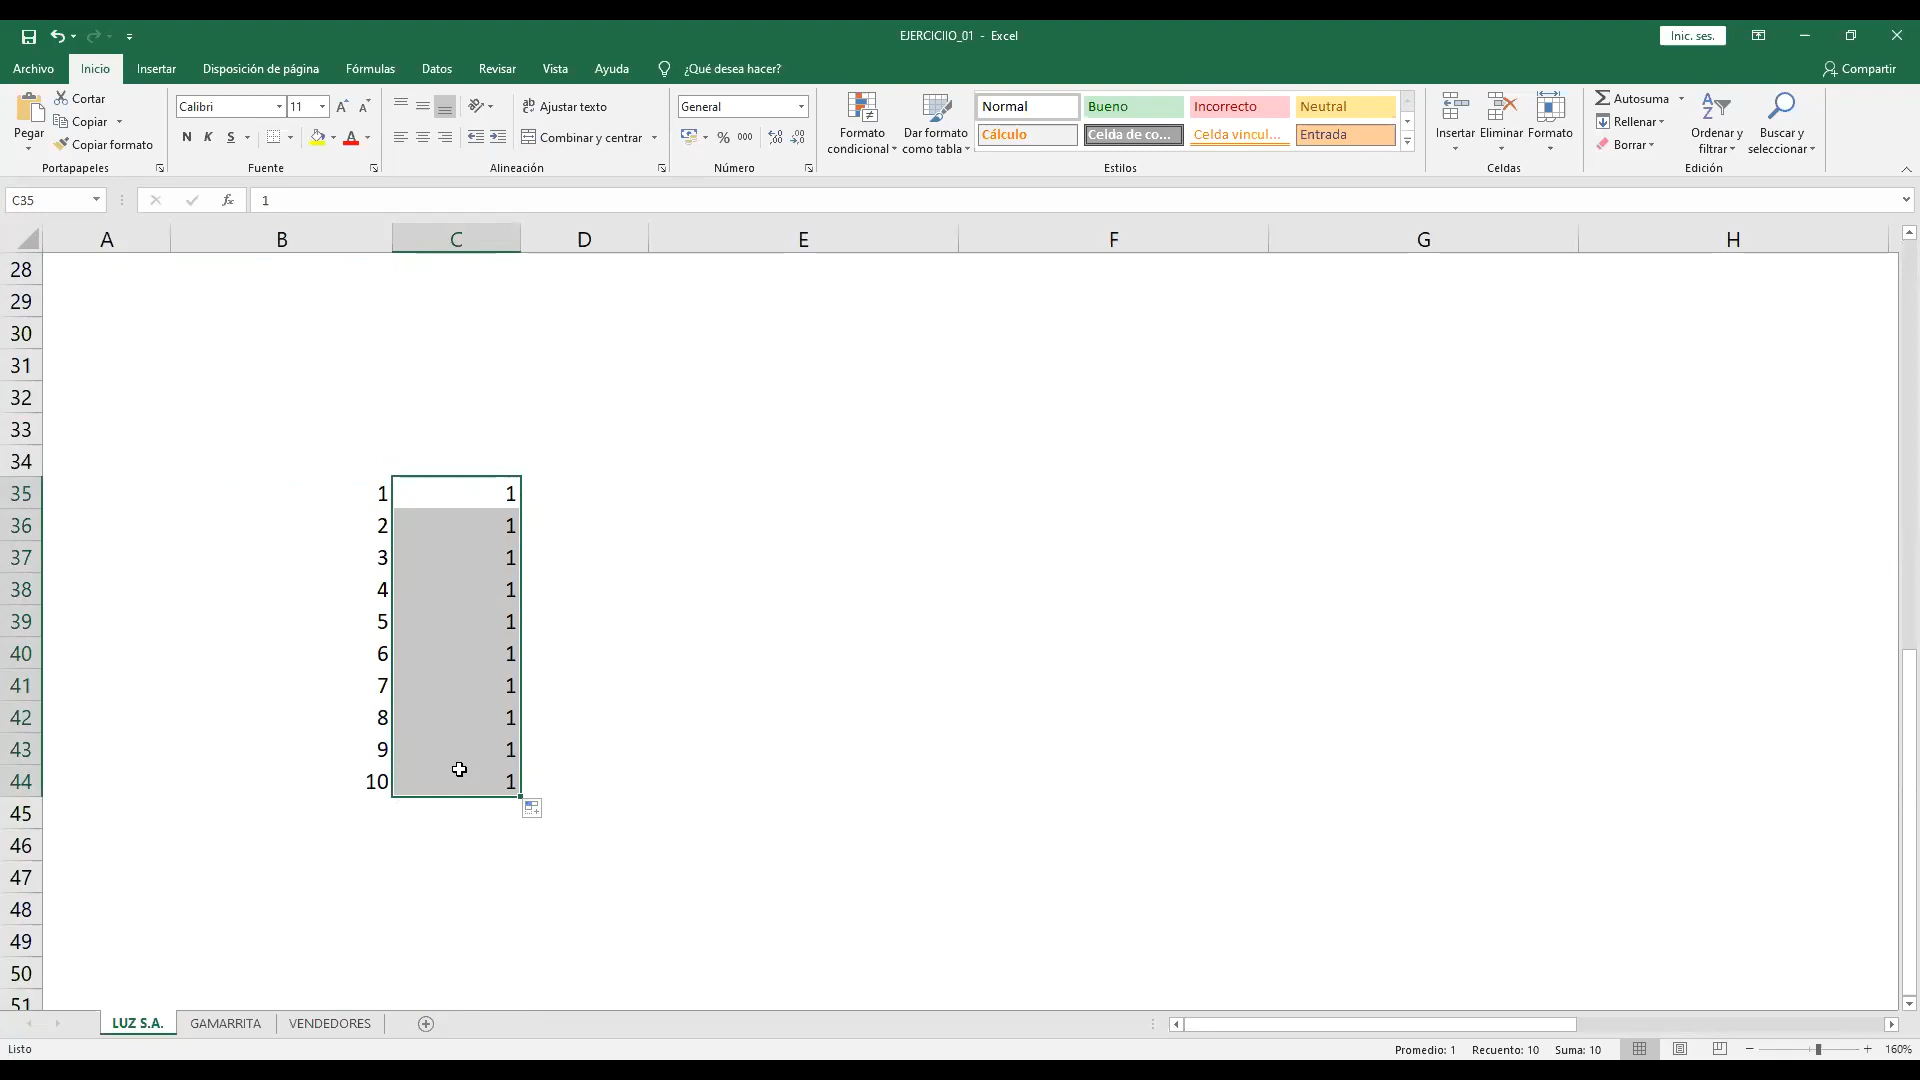 EJERCICIIO_01 - Excel
Inic. ses.
Archivo Inicio Insertar Disposición de página Fórmulas Datos Revisar Vista Ayuda ¿Qué desea hacer? Compartir
Pegar
Cortar
Copiar
Copiar formato
Portapapeles
Calibri 11
N K S
Fuente
Ajustar texto
Combinar y centrar
Alineación
General
% 000
Número
Formato condicional
Dar formato como tabla
Normal Bueno Incorrecto Neutral
Cálculo Celda de co... Celda vincul... Entrada
Estilos
Insertar Eliminar Formato
Celdas
Autosuma
Rellenar
Borrar
Ordenar y filtrar
Buscar y seleccionar
Edición
C35 fx 1
A B C D E F G H
28
29
30
31
32
33
34
35 1 1
36 2 1
37 3 1
38 4 1
39 5 1
40 6 1
41 7 1
42 8 1
43 9 1
44 10 1
45
46
47
48
49
50
51
LUZ S.A. GAMARRITA VENDEDORES
Listo Promedio: 1 Recuento: 10 Suma: 10 160%